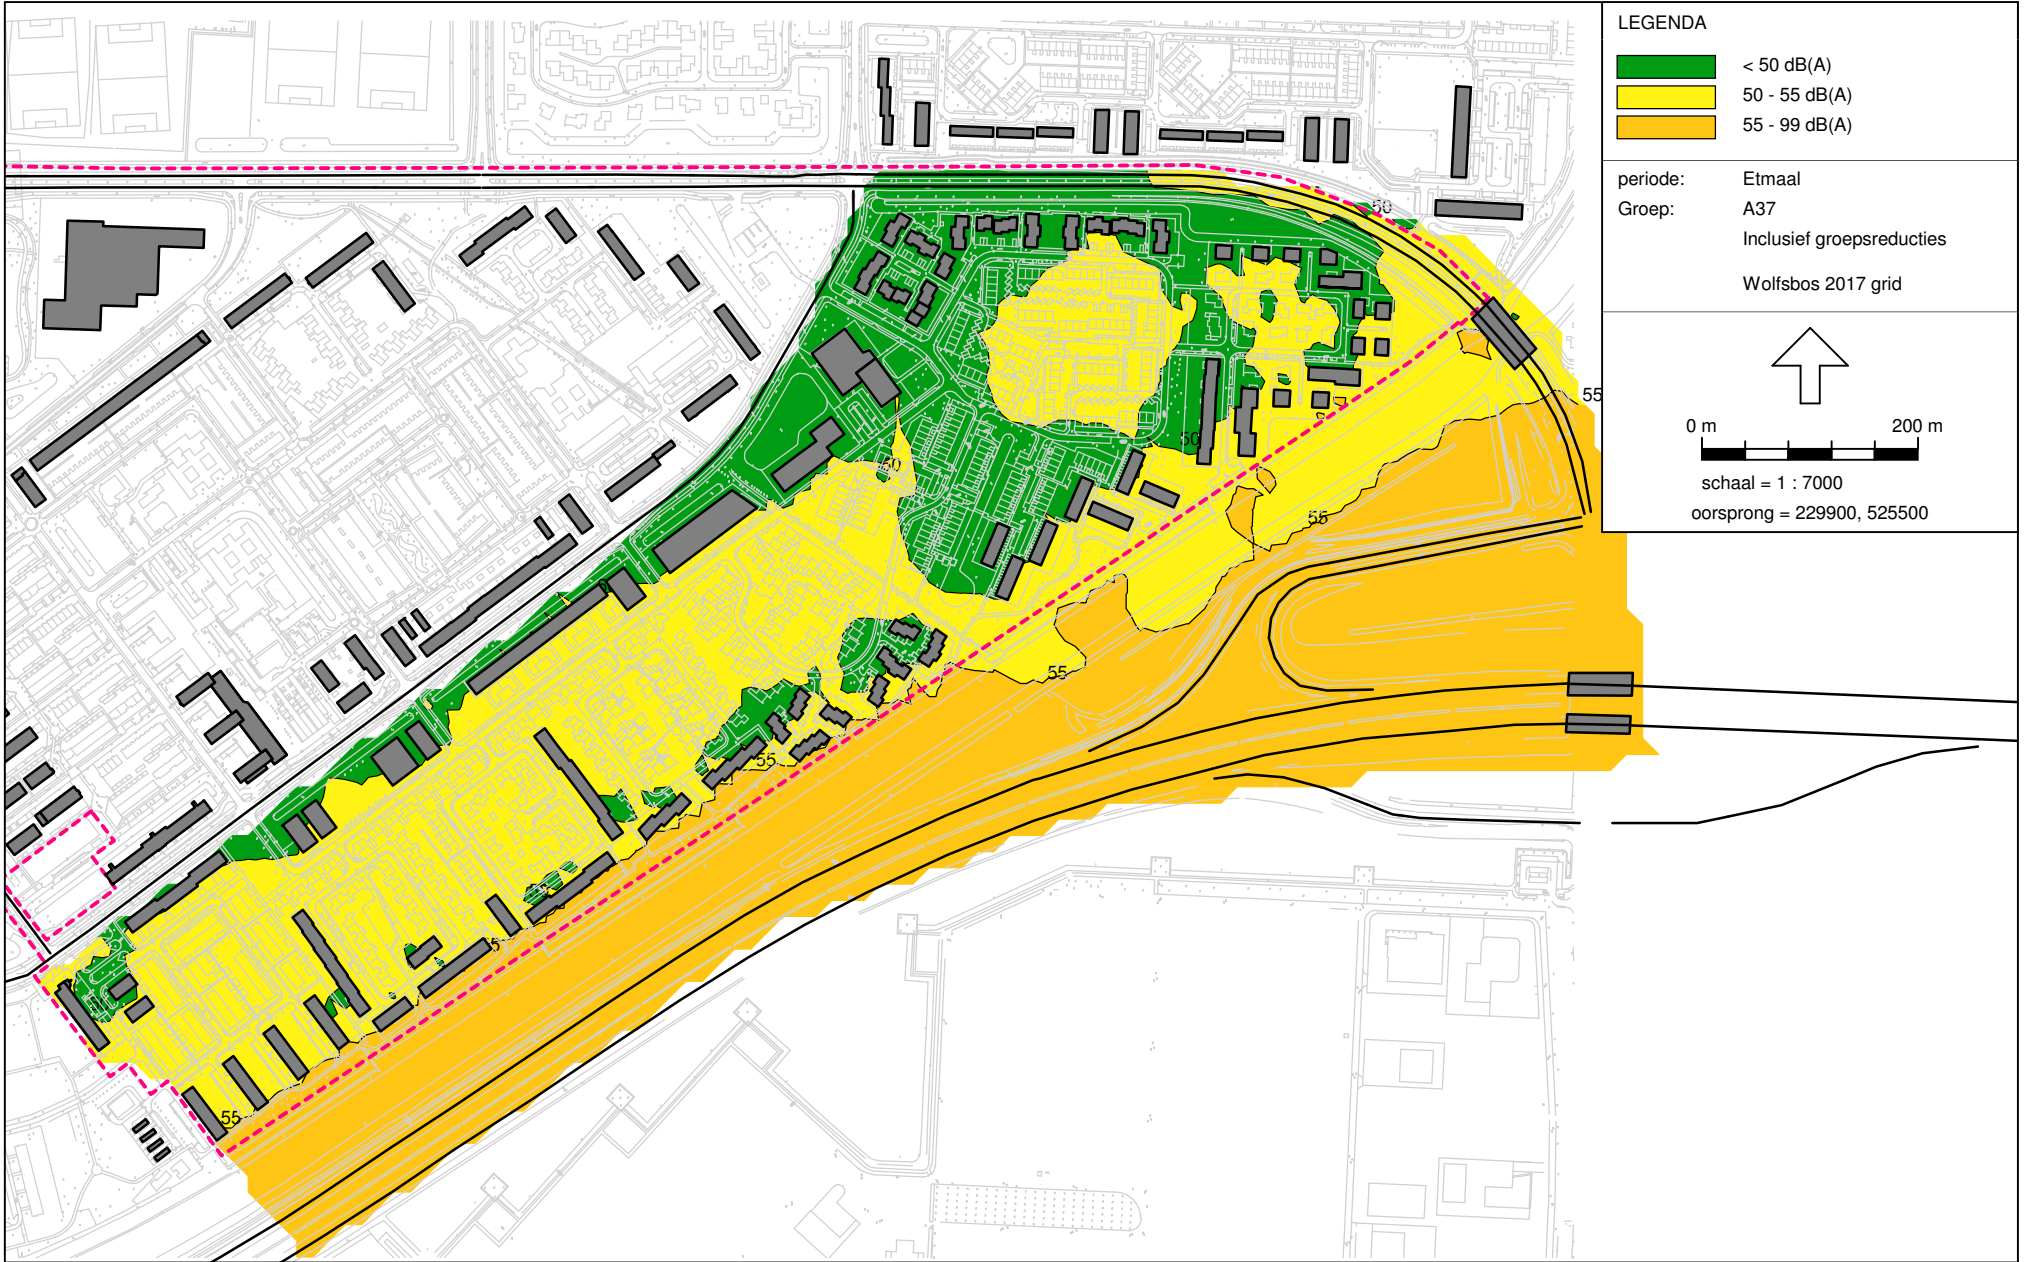 LEGENDA
< 50 dB(A)
50 - 55 dB(A)
55 - 99 dB(A)
periode: Etmaal
Groep: A37
Inclusief groepsreducties
Wolfsbos 2017 grid
0 m 200 m
schaal = 1 : 7000
oorsprong = 229900, 525500
50
55
50
50
55
55
55
55